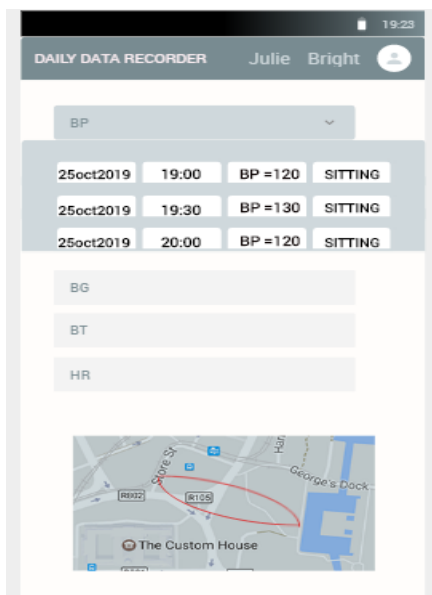 19:23
DAILY DATA RECORDER Julie Bright
BP
25oct2019 19:00 BP =120 SITTING
25oct2019 19:30 BP =130 SITTING
25oct2019 20:00 BP =120 SITTING
BG
BT
HR
Store St
Har
George's Dock
R802
R105
The Custom House